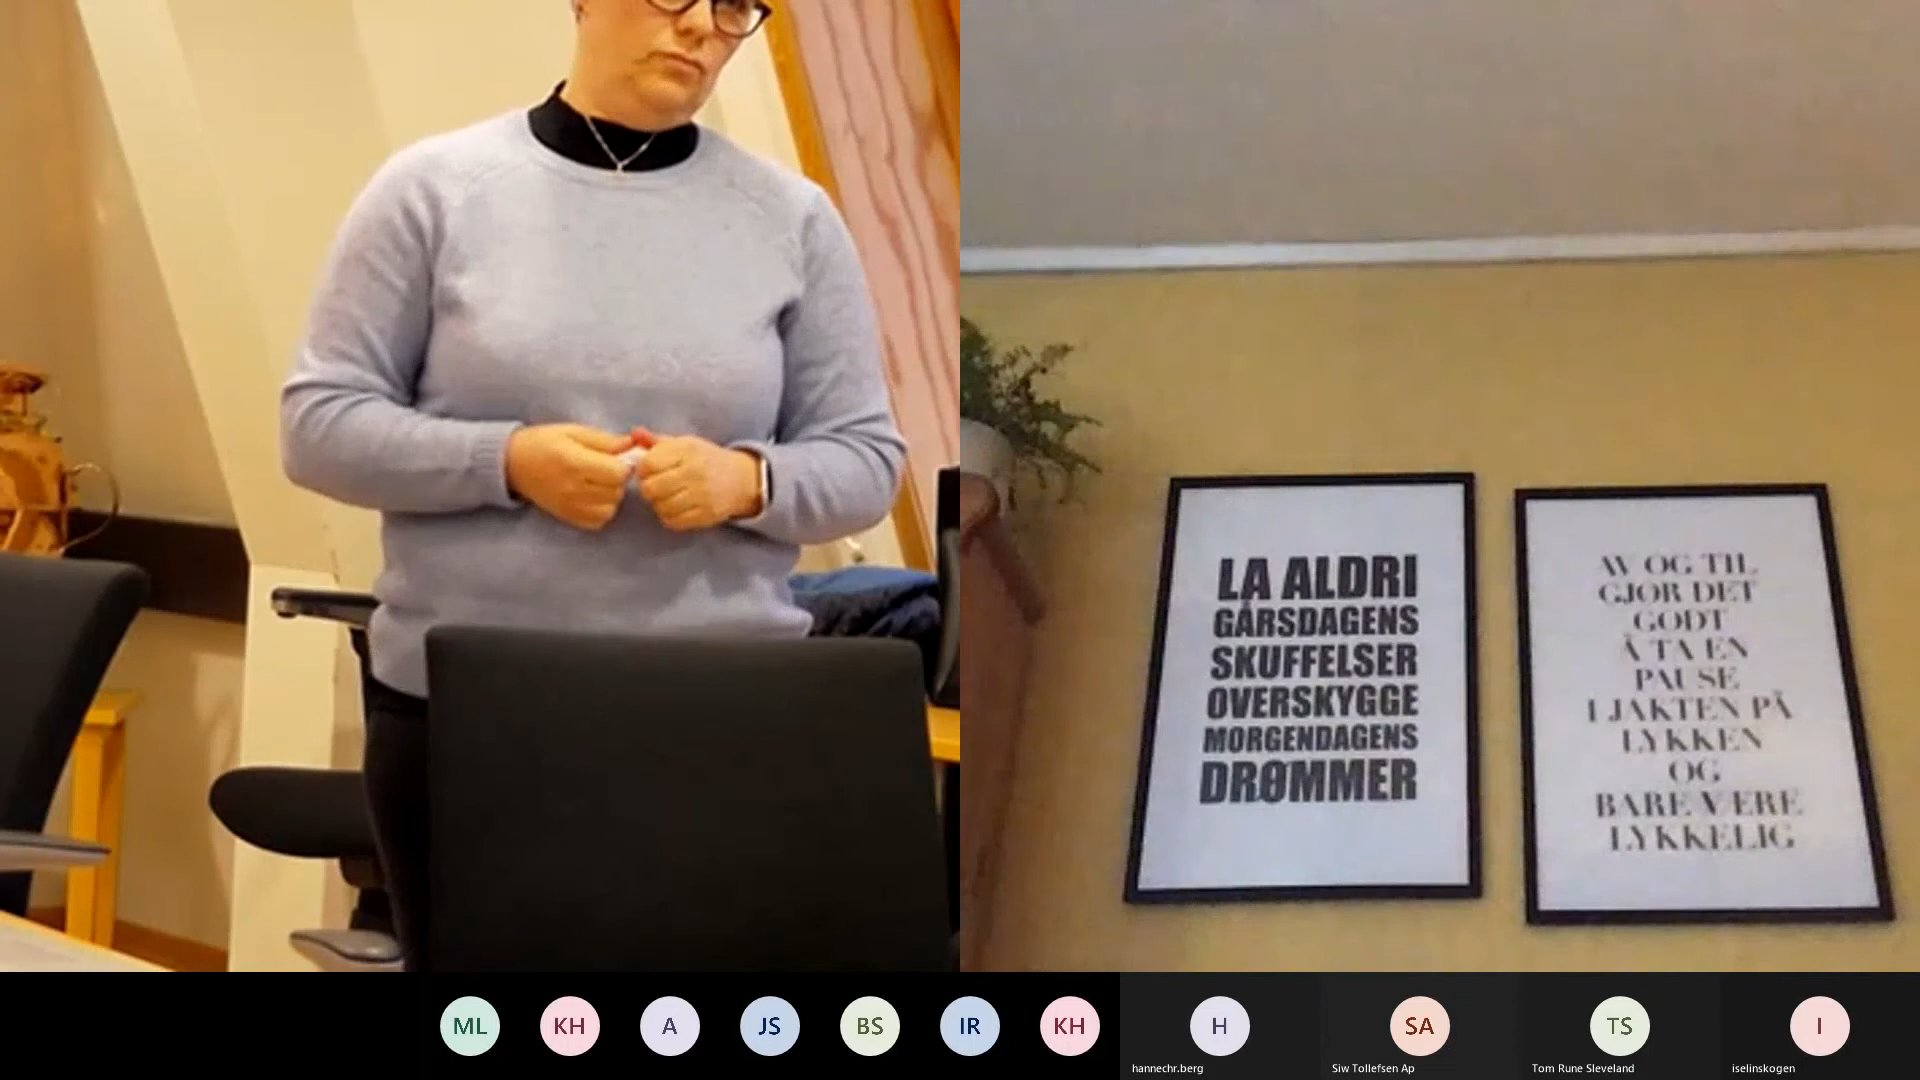 LA ALDRI
GÅRSDAGENS
SKUFFELSER
OVERSKYGGE
MORGENDAGENS
DRØMMER
AV OG TIL
GJØR DET
GODT
Å TA EN
PAUSE
I JAKTEN PÅ
LYKKEN
OG
BARE VÆRE
LYKKELIG
ML KH A JS BS IR KH H SA TS I
hannechr.berg Siw Tollefsen Ap Tom Rune Sleveland iselinskogen